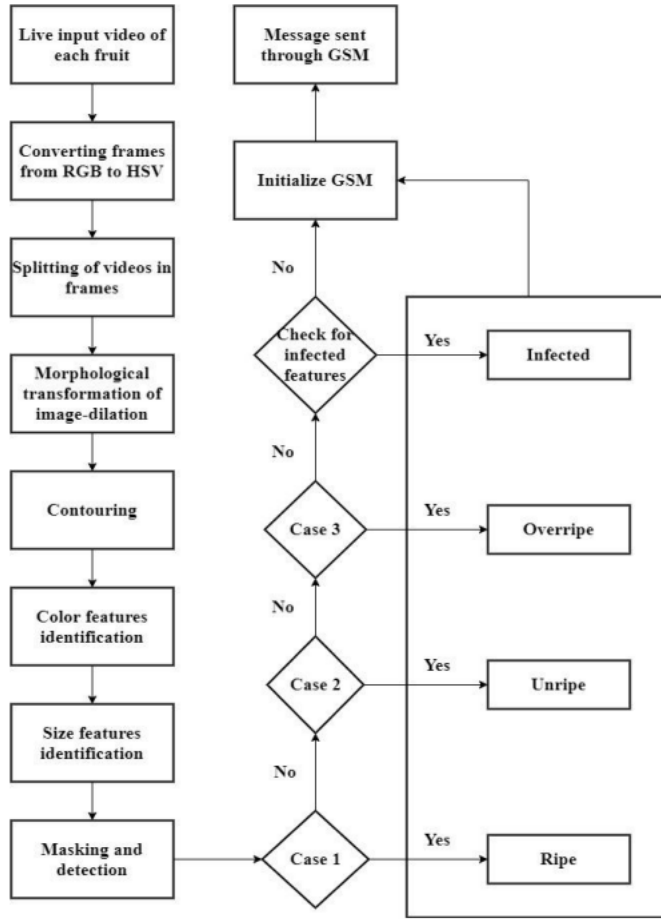 Live input video of
each fruit
Converting frames
from RGB to HSV
Splitting of videos in
frames
Morphological
transformation of
image-dilation
Contouring
Color features
identification
Size features
identification
Masking and
detection
Message sent
through GSM
Initialize GSM
No
Check for
infected
features
Yes
Infected
No
Case 3
Yes
Overripe
No
Case 2
Yes
Unripe
No
Case 1
Yes
Ripe